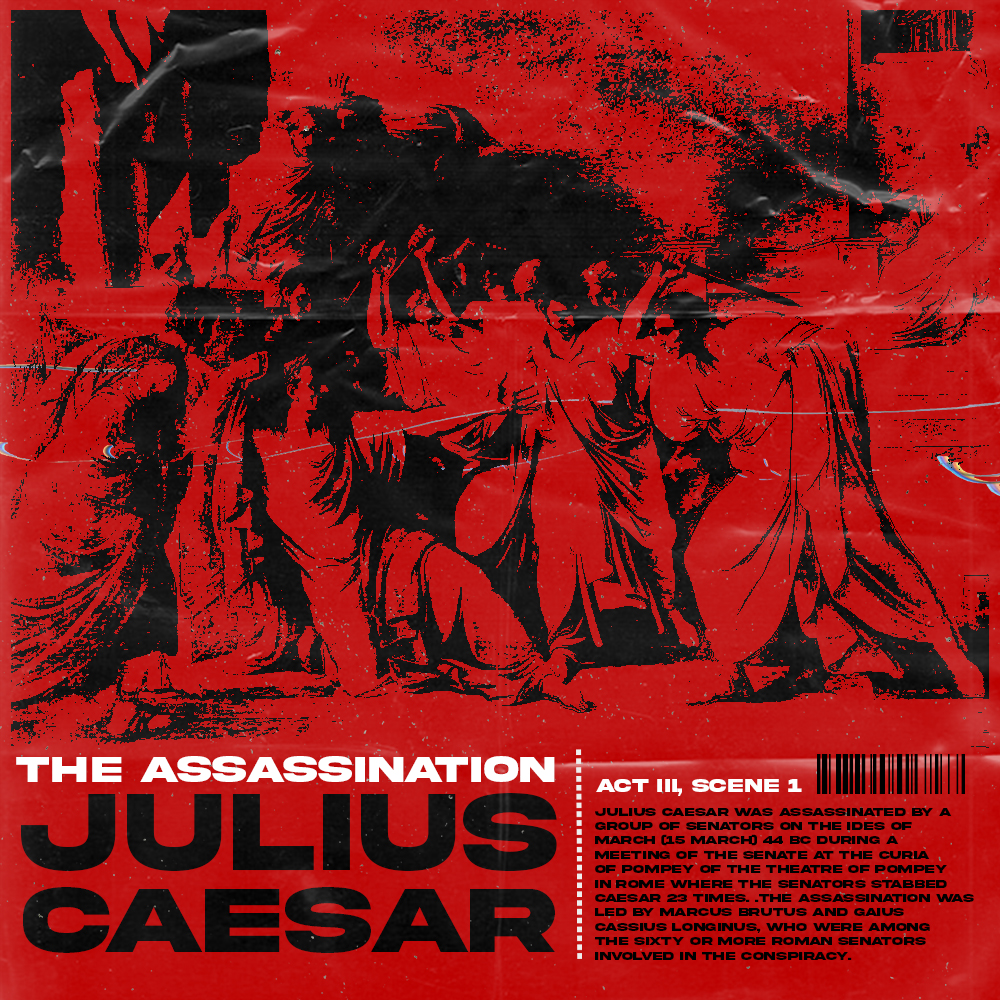 THE ASSASSINATION
JULIUS
CAESAR
ACT III, SCENE 1
JULIUS CAESAR WAS ASSASSINATED BY A
GROUP OF SENATORS ON THE IDES OF
MARCH (15 MARCH) 44 BC DURING A
MEETING OF THE SENATE AT THE CURIA
OF POMPEY OF THE THEATRE OF POMPEY
IN ROME WHERE THE SENATORS STABBED
CAESAR 23 TIMES. .THE ASSASSINATION WAS
LED BY MARCUS BRUTUS AND GAIUS
CASSIUS LONGINUS, WHO WERE AMONG
THE SIXTY OR MORE ROMAN SENATORS
INVOLVED IN THE CONSPIRACY.